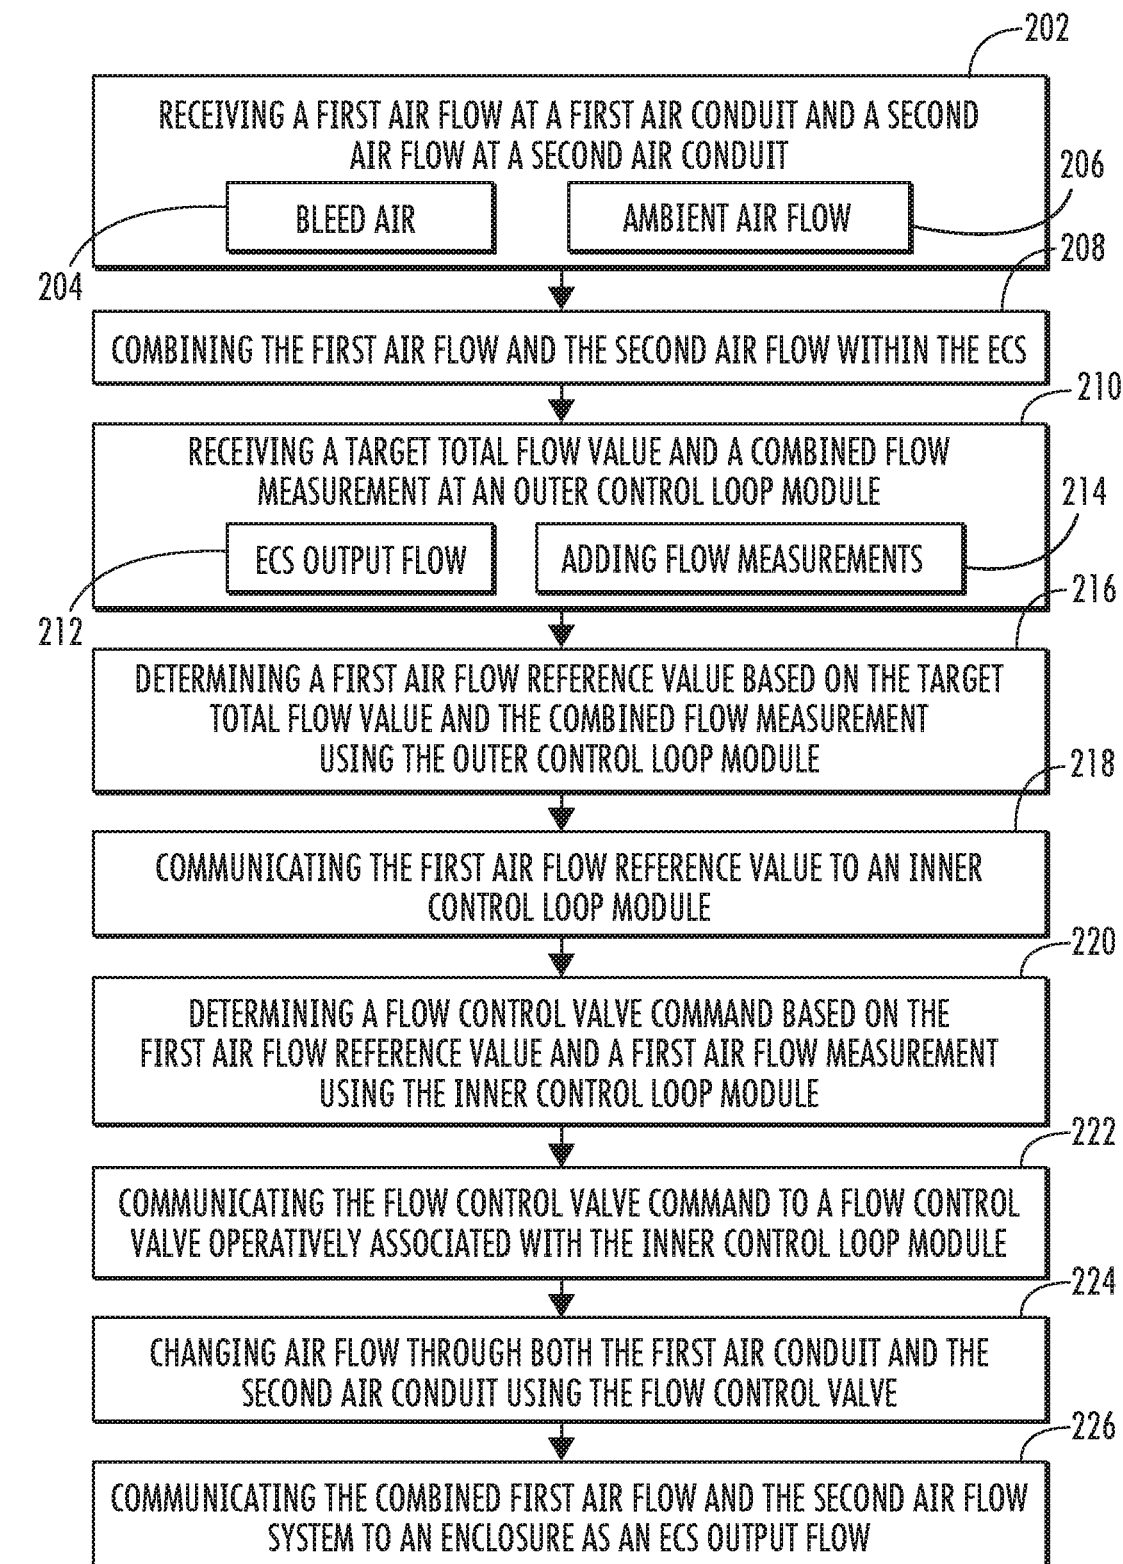 202
RECEIVING A FIRST AIR FLOW AT A FIRST AIR CONDUIT AND A SECOND
AIR FLOW AT A SECOND AIR CONDUIT
206
BLEED AIR
AMBIENT AIR FLOW
204
208
COMBINING THE FIRST AIR FLOW AND THE SECOND AIR FLOW WITHIN THE ECS
210
RECEIVING A TARGET TOTAL FLOW VALUE AND A COMBINED FLOW
MEASUREMENT AT AN OUTER CONTROL LOOP MODULE
214
ECS OUTPUT FLOW
ADDING FLOW MEASUREMENTS
212
216
DETERMINING A FIRST AIR FLOW REFERENCE VALUE BASED ON THE TARGET
TOTAL FLOW VALUE AND THE COMBINED FLOW MEASUREMENT
USING THE OUTER CONTROL LOOP MODULE
218
COMMUNICATING THE FIRST AIR FLOW REFERENCE VALUE TO AN INNER
CONTROL LOOP MODULE
220
DETERMINING A FLOW CONTROL VALVE COMMAND BASED ON THE
FIRST AIR FLOW REFERENCE VALUE AND A FIRST AIR FLOW MEASUREMENT
USING THE INNER CONTROL LOOP MODULE
222
COMMUNICATING THE FLOW CONTROL VALVE COMMAND TO A FLOW CONTROL
VALVE OPERATIVELY ASSOCIATED WITH THE INNER CONTROL LOOP MODULE
224
CHANGING AIR FLOW THROUGH BOTH THE FIRST AIR CONDUIT AND THE
SECOND AIR CONDUIT USING THE FLOW CONTROL VALVE
226
COMMUNICATING THE COMBINED FIRST AIR FLOW AND THE SECOND AIR FLOW
SYSTEM TO AN ENCLOSURE AS AN ECS OUTPUT FLOW